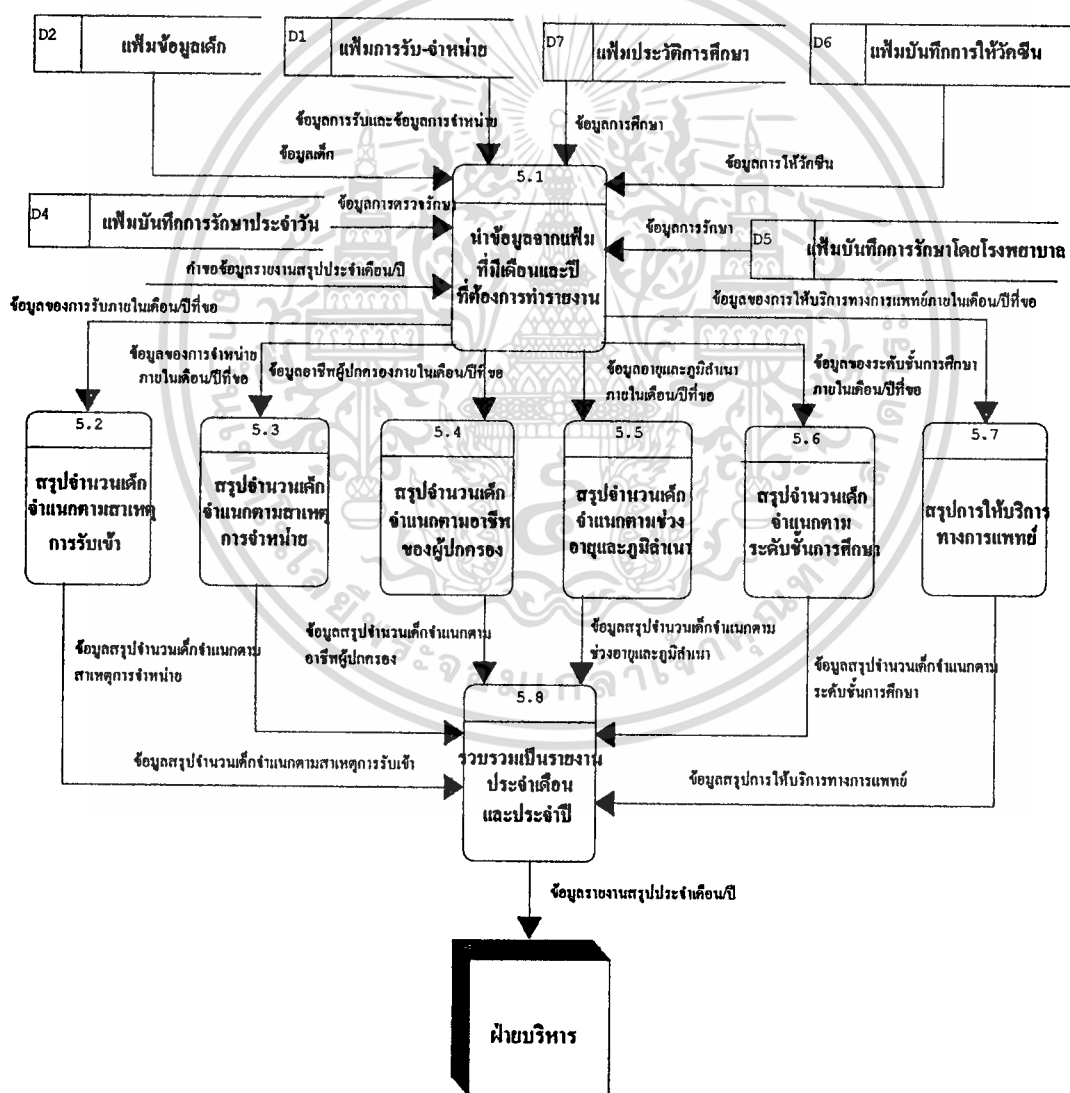 D2
แฟ้มข้อมูลเด็ก
D1
แฟ้มการรับ-จำหน่าย
D7
แฟ้มประวัติการศึกษา
D6
แฟ้มบันทึกการให้วัคซีน
ข้อมูลการรับและข้อมูลการจำหน่าย
ข้อมูลการศึกษา
ข้อมูลเด็ก
ข้อมูลการให้วัคซีน
5.1
นำข้อมูลจากแฟ้ม
ที่มีเดือนและปี
ที่ต้องการทำรายงาน
D4
แฟ้มบันทึกการรักษาประจำวัน
ข้อมูลการตรวจรักษา
ข้อมูลการรักษา
D5
แฟ้มบันทึกการรักษาโดยโรงพยาบาล
คำขอข้อมูลรายงานสรุปประจำเดือน/ปี
ข้อมูลของการรับภายในเดือน/ปีที่ขอ
ข้อมูลของการให้บริการทางการแพทย์ภายในเดือน/ปีที่ขอ
ข้อมูลของการจำหน่าย
ภายในเดือน/ปีที่ขอ
ข้อมูลอาชีพผู้ปกครองภายในเดือน/ปีที่ขอ
ข้อมูลอายุและภูมิลำเนา
ภายในเดือน/ปีที่ขอ
ข้อมูลของระดับชั้นการศึกษา
ภายในเดือน/ปีที่ขอ
5.2
สรุปจำนวนเด็ก
จำแนกตามสาเหตุ
การรับเข้า
5.3
สรุปจำนวนเด็ก
จำแนกตามสาเหตุ
การจำหน่าย
5.4
สรุปจำนวนเด็ก
จำแนกตามอาชีพ
ของผู้ปกครอง
5.5
สรุปจำนวนเด็ก
จำแนกตามช่วง
อายุและภูมิลำเนา
5.6
สรุปจำนวนเด็ก
จำแนกตาม
ระดับชั้นการศึกษา
5.7
สรุปการให้บริการ
ทางการแพทย์
ข้อมูลสรุปจำนวนเด็กจำแนกตาม
สาเหตุการจำหน่าย
ข้อมูลสรุปจำนวนเด็กจำแนกตาม
อาชีพผู้ปกครอง
ข้อมูลสรุปจำนวนเด็กจำแนกตาม
ช่วงอายุและภูมิลำเนา
ข้อมูลสรุปจำนวนเด็กจำแนกตาม
ระดับชั้นการศึกษา
ข้อมูลสรุปจำนวนเด็กจำแนกตามสาเหตุการรับเข้า
ข้อมูลสรุปการให้บริการทางการแพทย์
5.8
รวบรวมเป็นรายงาน
ประจำเดือน
และประจำปี
ข้อมูลรายงานสรุปประจำเดือน/ปี
ฝ่ายบริหาร